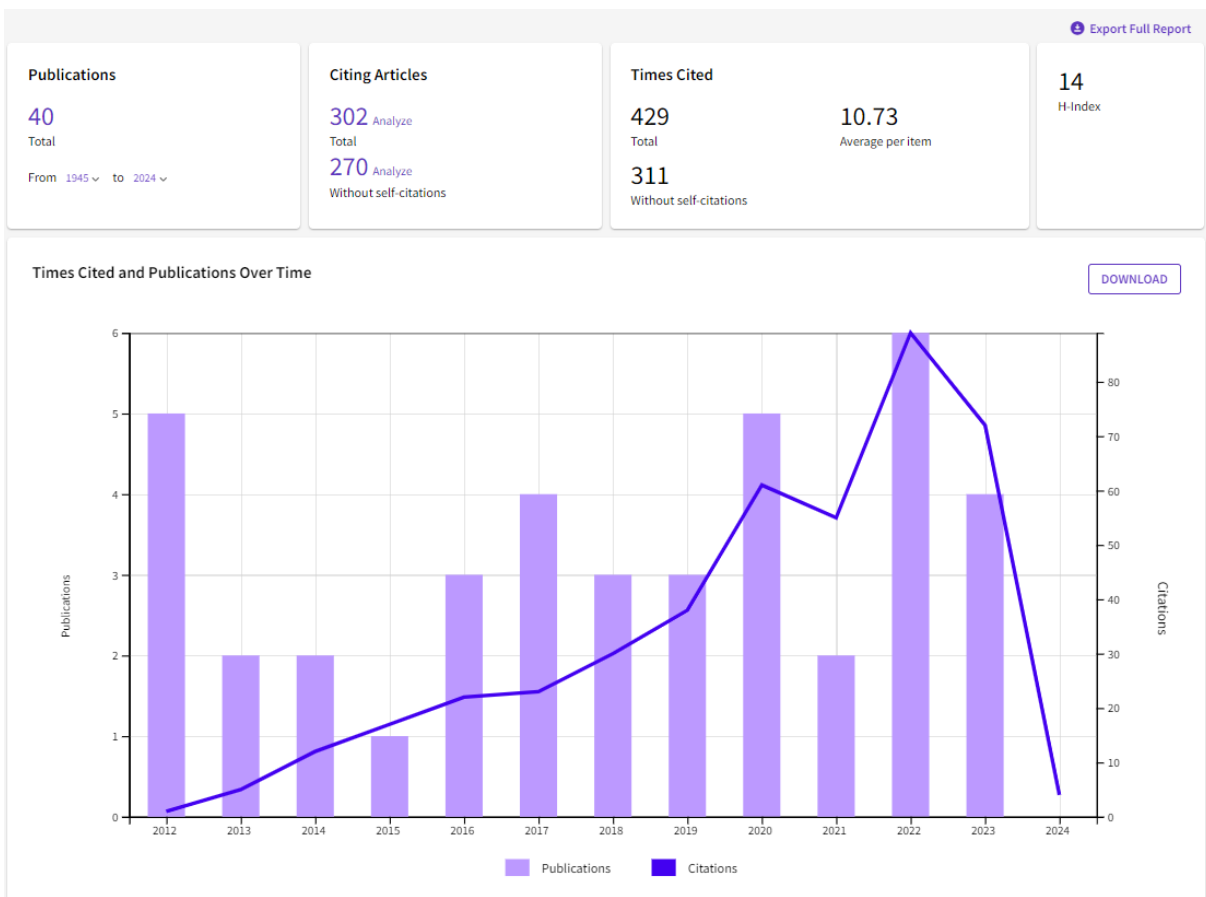 Export Full Report
Publications
40
Total
From 1945 to 2024
Citing Articles
302 Analyze
Total
270 Analyze
Without self-citations
Times Cited
429
Total
10.73
Average per item
311
Without self-citations
14
H-Index
Times Cited and Publications Over Time
DOWNLOAD
6
5
4
3
2
1
0
Publications
80
70
60
50
40
30
20
10
0
Citations
2012 2013 2014 2015 2016 2017 2018 2019 2020 2021 2022 2023 2024
Publications Citations